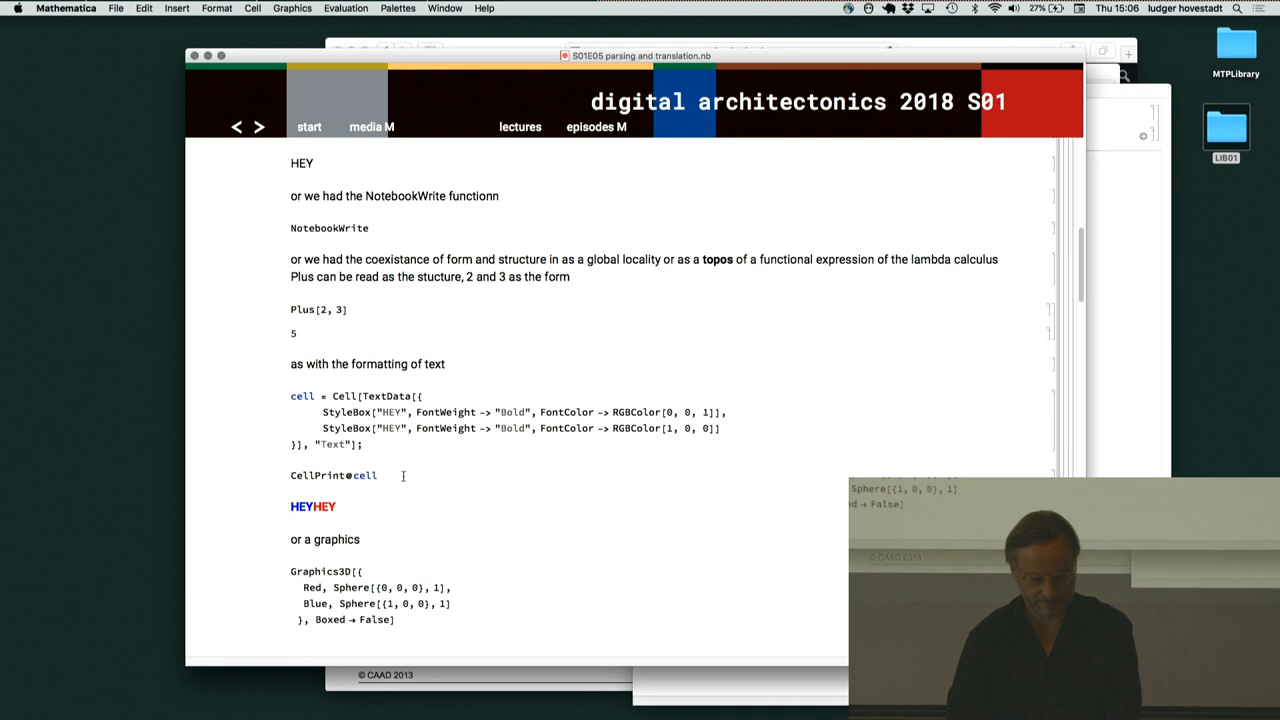 Mathematica File Edit Insert Format Cell Graphics Evaluation Palettes Window Help 27% Thu 15:06 ludger hovestadt
S01E05 parsing and translation.nb
MTPLibrary
LIB01
digital architectonics 2018 S01
< > start media M lectures episodes M
HEY
or we had the NotebookWrite functionn
NotebookWrite
or we had the coexistance of form and structure in as a global locality or as a topos of a functional expression of the lambda calculus
Plus can be read as the stucture, 2 and 3 as the form
Plus[2, 3]
5
as with the formatting of text
cell = Cell[TextData[{
StyleBox["HEY", FontWeight -> "Bold", FontColor -> RGBColor[0, 0, 1]],
StyleBox["HEY", FontWeight -> "Bold", FontColor -> RGBColor[1, 0, 0]]
}], "Text"];
CellPrint@cell
HEYHEY
or a graphics
Graphics3D[{
Red, Sphere[{0, 0, 0}, 1],
Blue, Sphere[{1, 0, 0}, 1]
}, Boxed → False]
Sphere[{1, 0, 0}, 1]
ed → False]
© CAAD 2013
© CAAD 2013